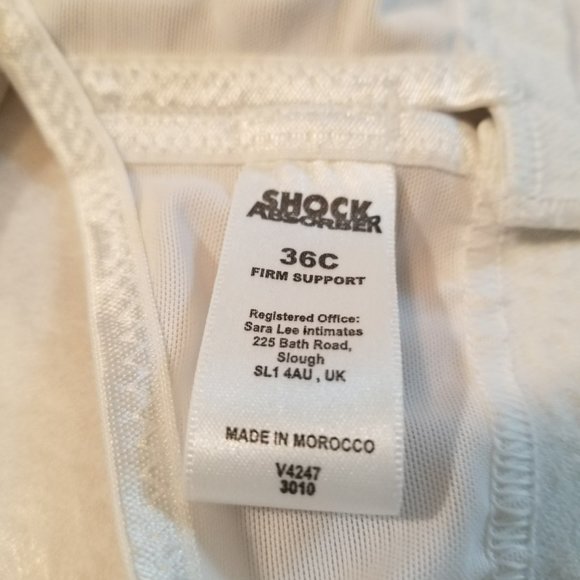 SHOCK
ABSORBER
36C
FIRM SUPPORT
Registered Office:
Sara Lee Intimates
225 Bath Road,
Slough
SL1 4AU , UK
MADE IN MOROCCO
V4247
3010